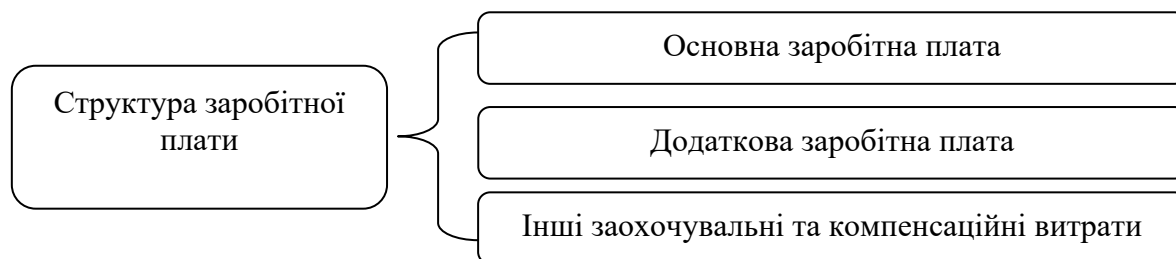 Структура заробітної
плати
Основна заробітна плата
Додаткова заробітна плата
Інші заохочувальні та компенсаційні витрати